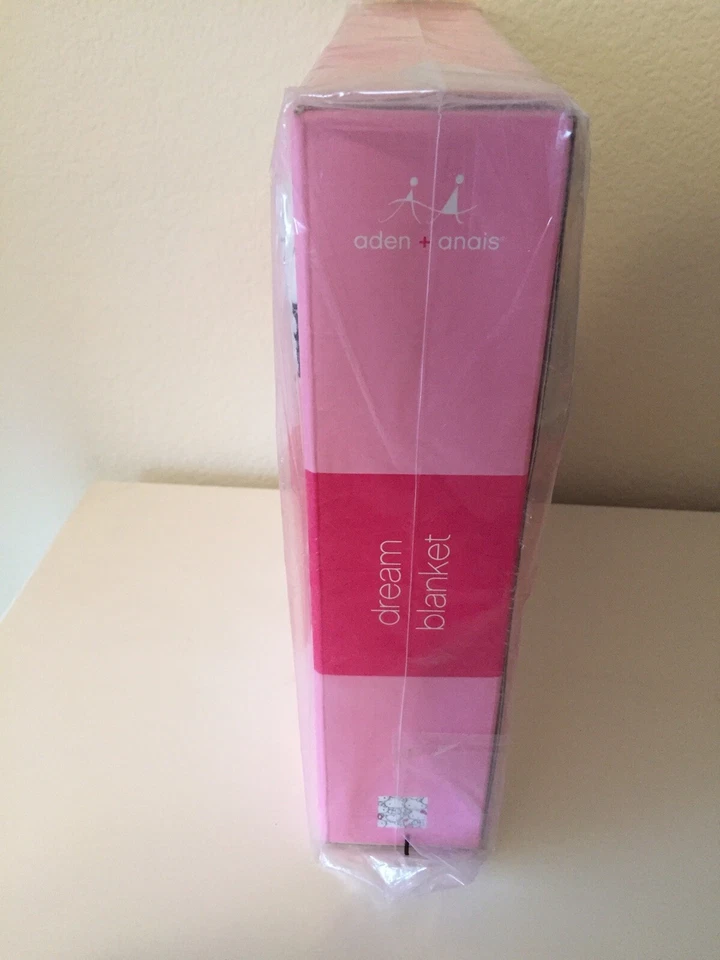 aden + anais
dream
blanket